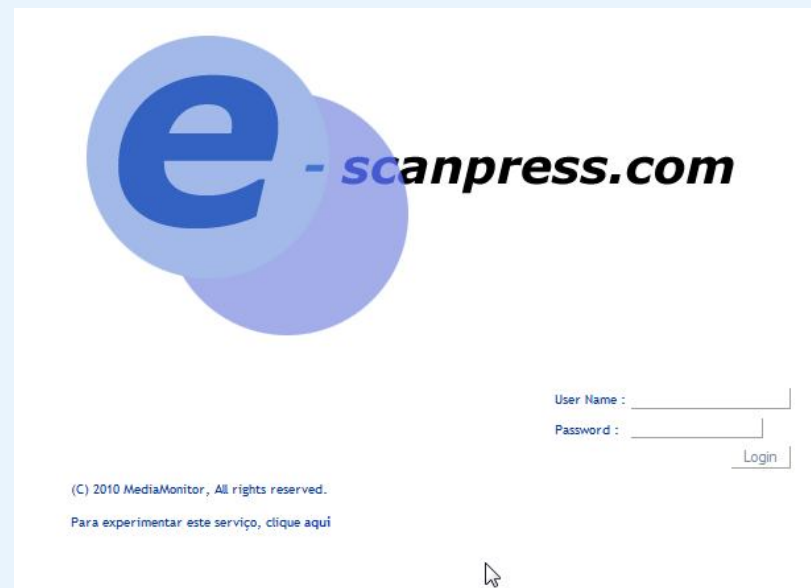 e - scanpress.com
User Name :
Password :
Login
(C) 2010 MediaMonitor, All rights reserved.
Para experimentar este serviço, clique aqui